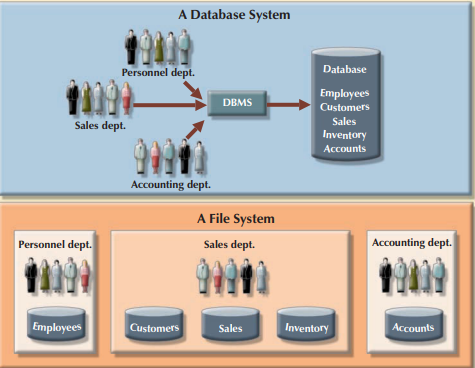 A Database System
Personnel dept.
Sales dept.
Accounting dept.
DBMS
Database
Employees
Customers
Sales
Inventory
Accounts
A File System
Personnel dept.
Sales dept.
Accounting dept.
Employees
Customers
Sales
Inventory
Accounts